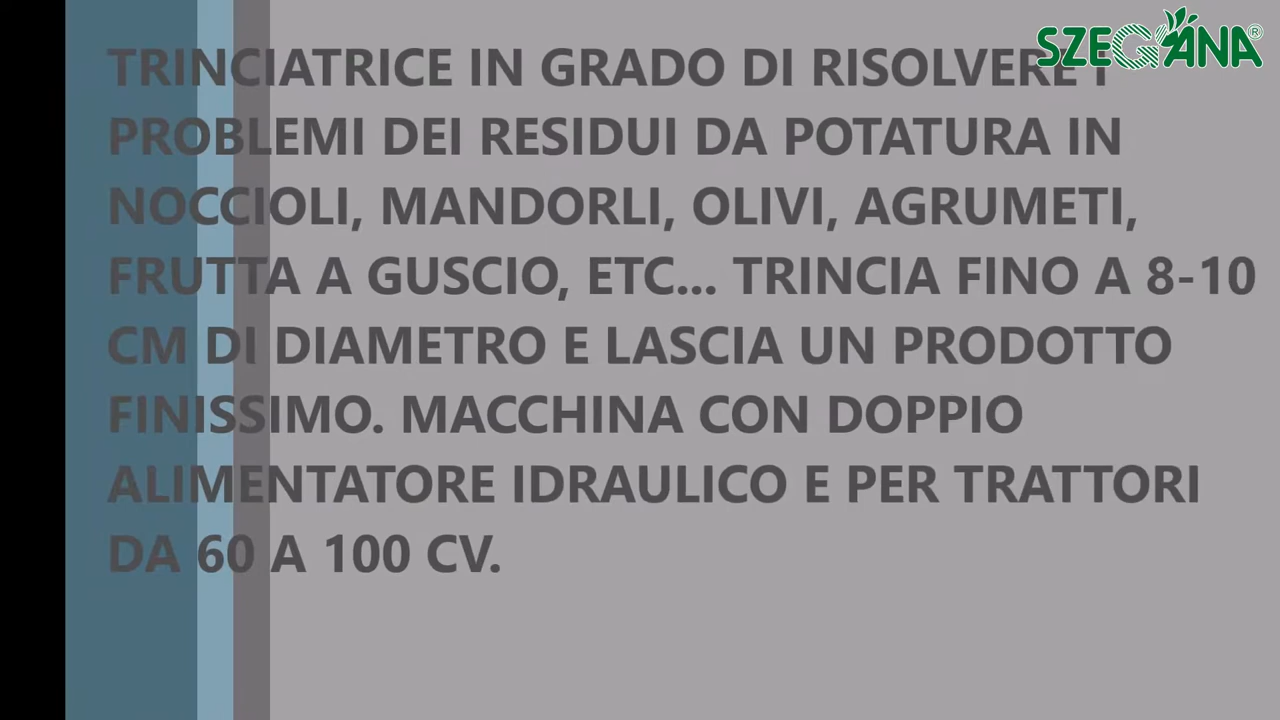 SZEGANA®
TRINCIATRICE IN GRADO DI RISOLVERE I
PROBLEMI DEI RESIDUI DA POTATURA IN
NOCCIOLI, MANDORLI, OLIVI, AGRUMETI,
FRUTTA A GUSCIO, ETC... TRINCIA FINO A 8-10
CM DI DIAMETRO E LASCIA UN PRODOTTO
FINISSIMO. MACCHINA CON DOPPIO
ALIMENTATORE IDRAULICO E PER TRATTORI
DA 60 A 100 CV.